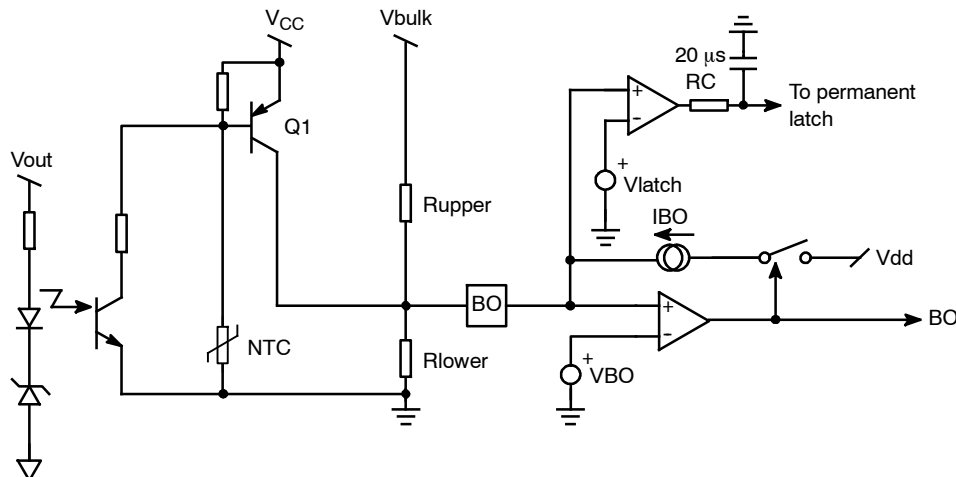 VCC
Vbulk
20 μs
RC
To permanent
latch
Q1
+
-
Vout
+
Vlatch
Rupper
IBO
Vdd
BO
+
-
BO
NTC
Rlower
+
VBO